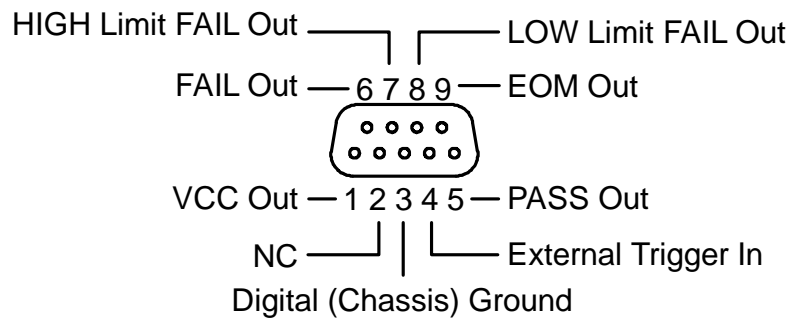 HIGH Limit FAIL Out
LOW Limit FAIL Out
FAIL Out 6 7 8 9 EOM Out
VCC Out 1 2 3 4 5 PASS Out
NC
External Trigger In
Digital (Chassis) Ground